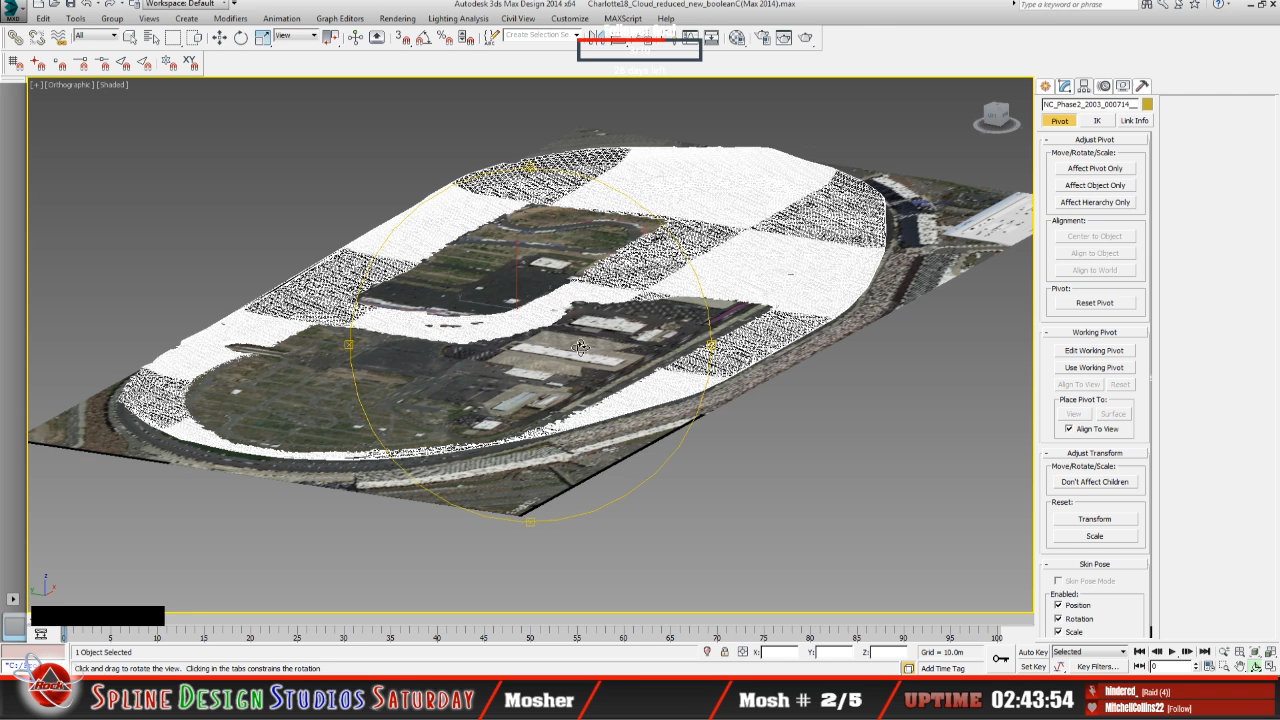 Workspace: Default
Autodesk 3ds Max Design 2014 x64
Charlotte18_Cloud_reduced_new_booleanC(Max 2014).max
Type a keyword or phrase
MXD
Edit Tools Group Views Create Modifiers Animation Graph Editors Rendering Lighting Analysis Civil View Customize MAXScript Help
All
View
Create Selection Se
XY
[+][Orthographic][Shaded]
NC_Phase2_2003_000714__
Pivot IK Link Info
- Adjust Pivot
Move/Rotate/Scale:
Affect Pivot Only
Affect Object Only
Affect Hierarchy Only
Alignment:
Center to Object
Align to Object
Align to World
Pivot:
Reset Pivot
- Working Pivot
Edit Working Pivot
Use Working Pivot
Align To View Reset
Place Pivot To:
View Surface
Align To View
- Adjust Transform
Move/Rotate/Scale:
Don't Affect Children
Reset:
Transform
Scale
- Skin Pose
Skin Pose Mode
Enabled:
Position
Rotation
Scale
z
x
y
0 5 10 15 20 25 30 35 40 45 50 55 60 65 70 75 80 85 90 95 100
1 Object Selected
X: Y: Z: Grid = 10.0m
Auto Key Selected
"C:/
Click and drag to rotate the view. Clicking in the tabs constrains the rotation
Add Time Tag
Set Key Key Filters... 0
Rock
SPLINE DESIGN STUDIOS SATURDAY
Mosher
Mosh # 2/5
UPTIME 02:43:54
hindered_ [Raid (4)]
MitchellCollins22 [Follow]